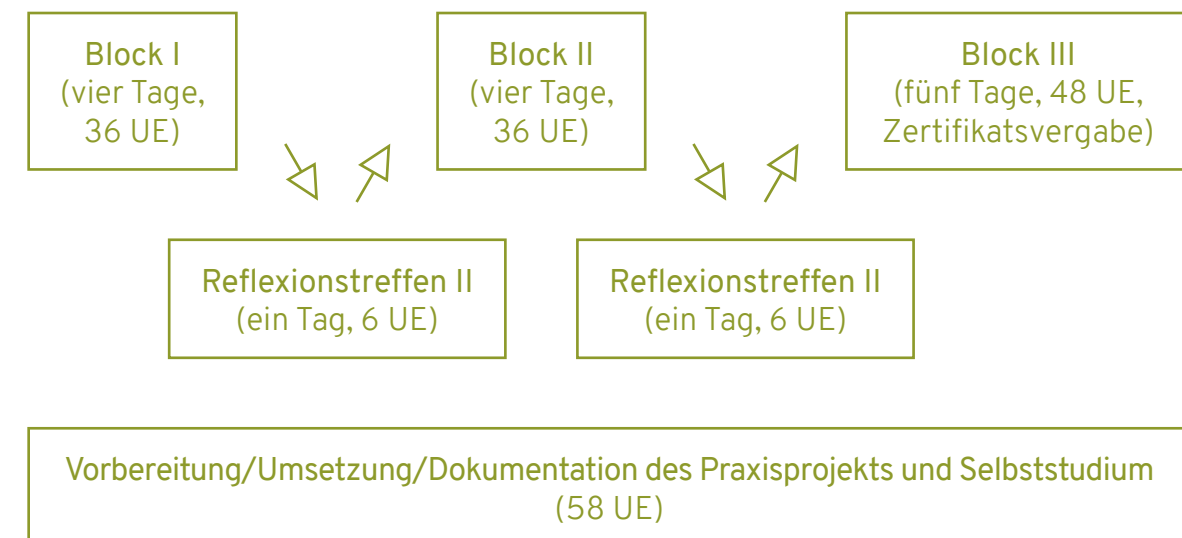 Block I
(vier Tage,
36 UE)
Block II
(vier Tage,
36 UE)
Block III
(fünf Tage, 48 UE,
Zertifikatsvergabe)
Reflexionstreffen II
(ein Tag, 6 UE)
Reflexionstreffen II
(ein Tag, 6 UE)
Vorbereitung/Umsetzung/Dokumentation des Praxisprojekts und Selbststudium
(58 UE)